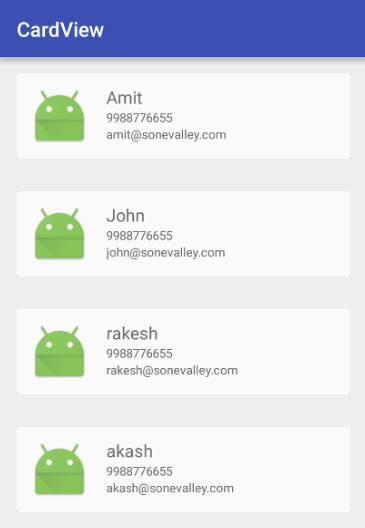 CardView
Amit
9988776655
amit@sonevalley.com
John
9988776655
john@sonevalley.com
rakesh
9988776655
rakesh@sonevalley.com
akash
9988776655
akash@sonevalley.com